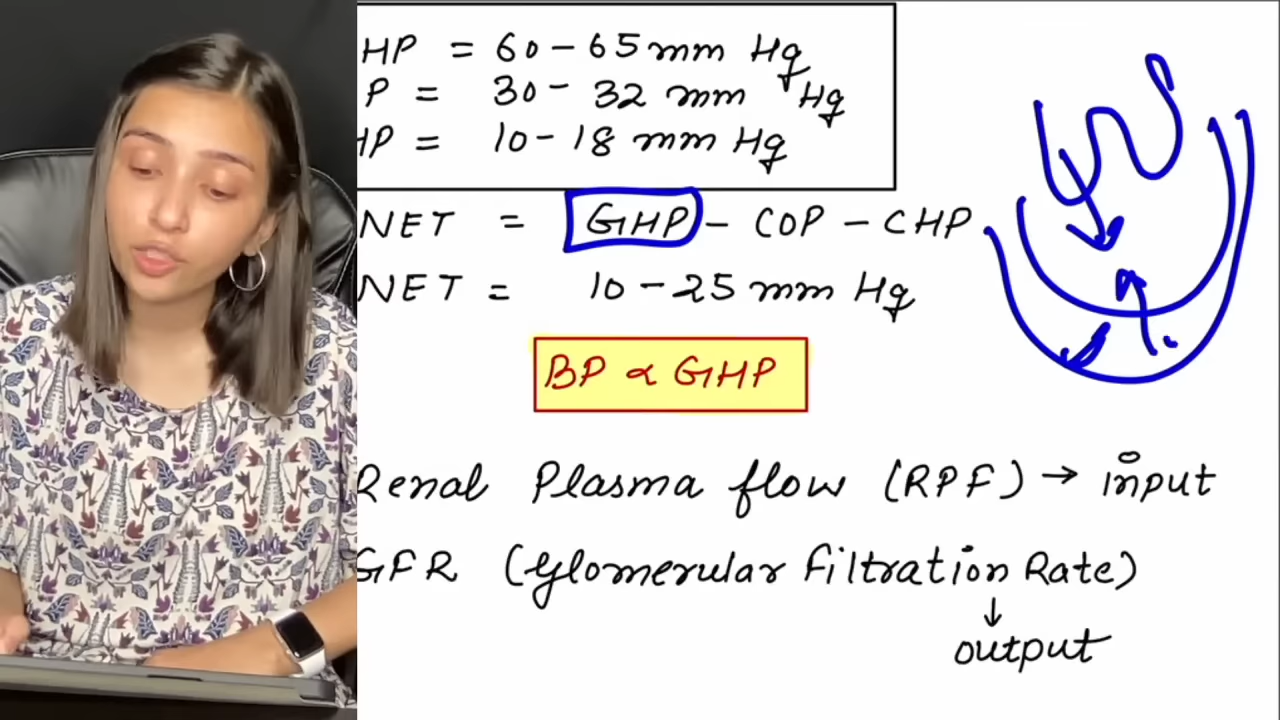 HP = 60-65 mm Hg
P = 30-32 mm Hg
HP = 10-18 mm Hg
NET = GHP - COP - CHP
NET = 10-25 mm Hg
BP ∝ GHP
Renal Plasma flow (RPF) → input
GFR (Glomerular Filtration Rate)
↓
output